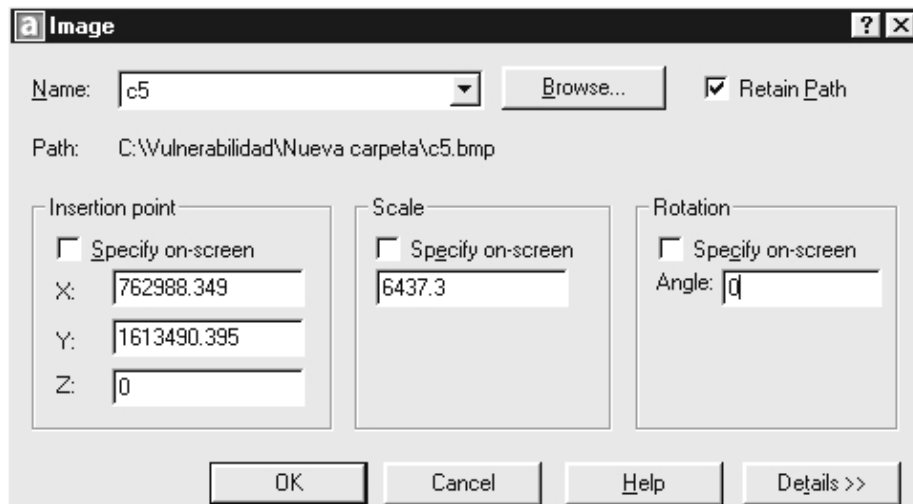 a Image
Name: c5 Browse... Retain Path
Path: C:\Vulnerabilidad\Nueva carpeta\c5.bmp
Insertion point
Specify on-screen
X: 762988.349
Y: 1613490.395
Z: 0
Scale
Specify on-screen
6437.3
Rotation
Specify on-screen
Angle: 0
OK Cancel Help Details >>